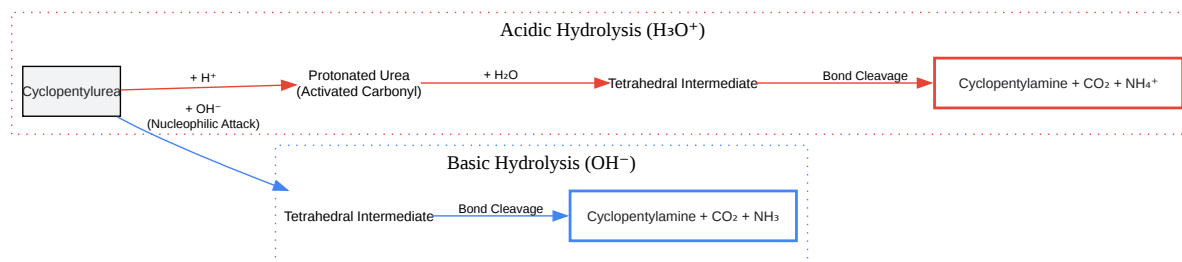 Acidic Hydrolysis (H₃O⁺)
Cyclopentylurea
+ H⁺
Protonated Urea
(Activated Carbonyl)
+ H₂O
Tetrahedral Intermediate
Bond Cleavage
Cyclopentylamine + CO₂ + NH₄⁺
+ OH⁻
(Nucleophilic Attack)
Basic Hydrolysis (OH⁻)
Tetrahedral Intermediate
Bond Cleavage
Cyclopentylamine + CO₂ + NH₃